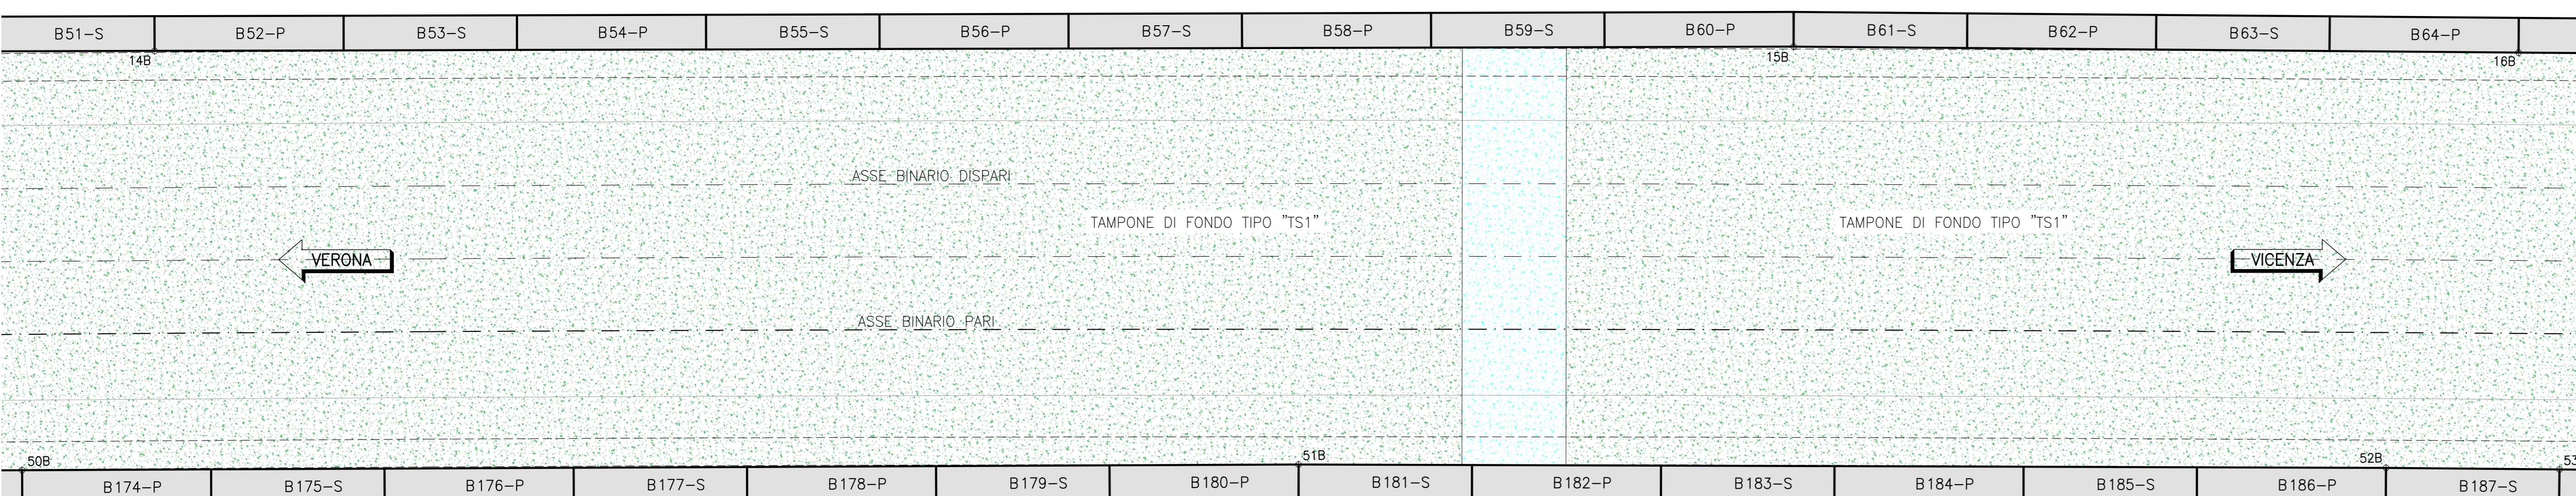 B51-S B52-P B53-S B54-P B55-S B56-P B57-S B58-P B59-S B60-P B61-S B62-P B63-S B64-P
14B 15B 16B
ASSE BINARIO DISPARI
TAMPONE DI FONDO TIPO "TS1" TAMPONE DI FONDO TIPO "TS1"
VERONA VICENZA
ASSE BINARIO PARI
50B 51B 52B 53
B174-P B175-S B176-P B177-S B178-P B179-S B180-P B181-S B182-P B183-S B184-P B185-S B186-P B187-S